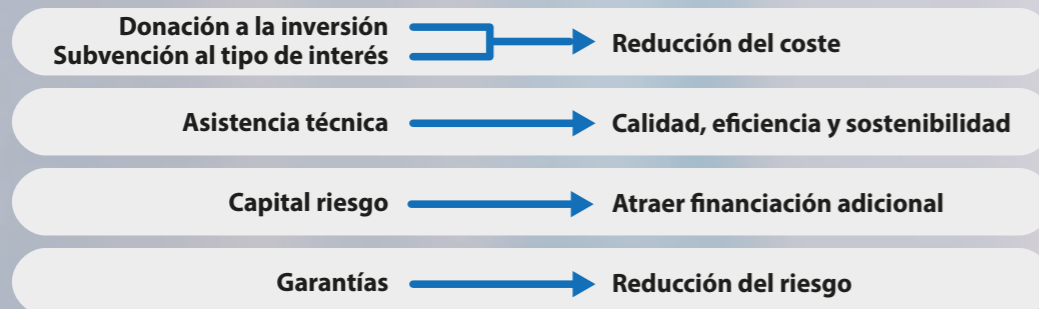 Donación a la inversión
Subvención al tipo de interés
Reducción del coste
Asistencia técnica
Calidad, eficiencia y sostenibilidad
Capital riesgo
Atraer financiación adicional
Garantías
Reducción del riesgo